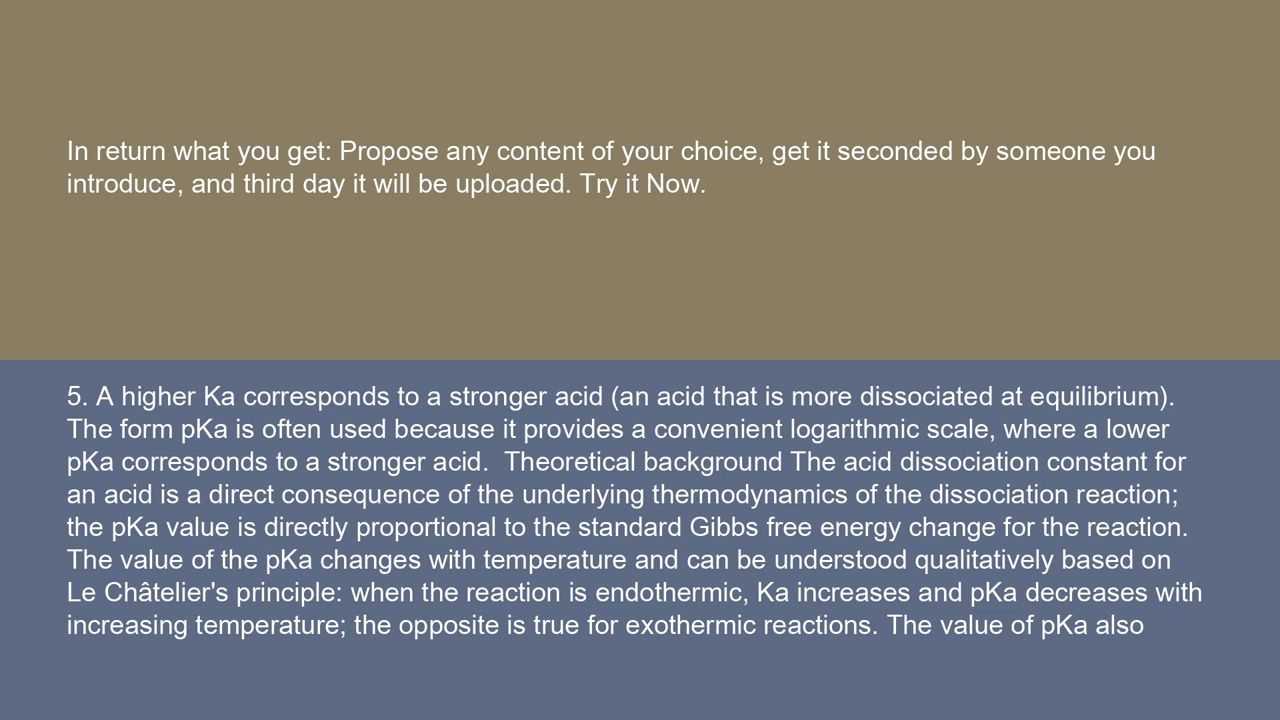 In return what you get: Propose any content of your choice, get it seconded by someone you
introduce, and third day it will be uploaded. Try it Now.
5. A higher Ka corresponds to a stronger acid (an acid that is more dissociated at equilibrium).
The form pKa is often used because it provides a convenient logarithmic scale, where a lower
pKa corresponds to a stronger acid.  Theoretical background The acid dissociation constant for
an acid is a direct consequence of the underlying thermodynamics of the dissociation reaction;
the pKa value is directly proportional to the standard Gibbs free energy change for the reaction.
The value of the pKa changes with temperature and can be understood qualitatively based on
Le Châtelier's principle: when the reaction is endothermic, Ka increases and pKa decreases with
increasing temperature; the opposite is true for exothermic reactions. The value of pKa also